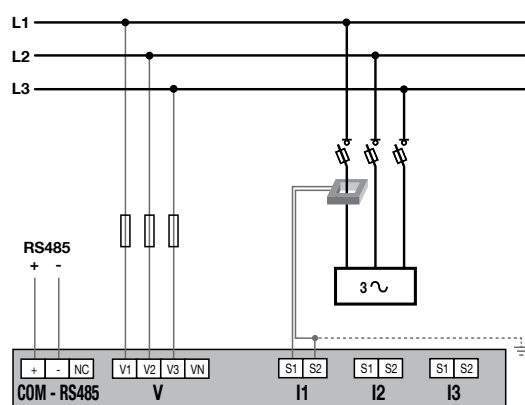 L1
L2
L3
RS485
+ -
3
+ - NC V1 V2 V3 VN S1 S2 S1 S2 S1 S2
COM - RS485 V I1 I2 I3